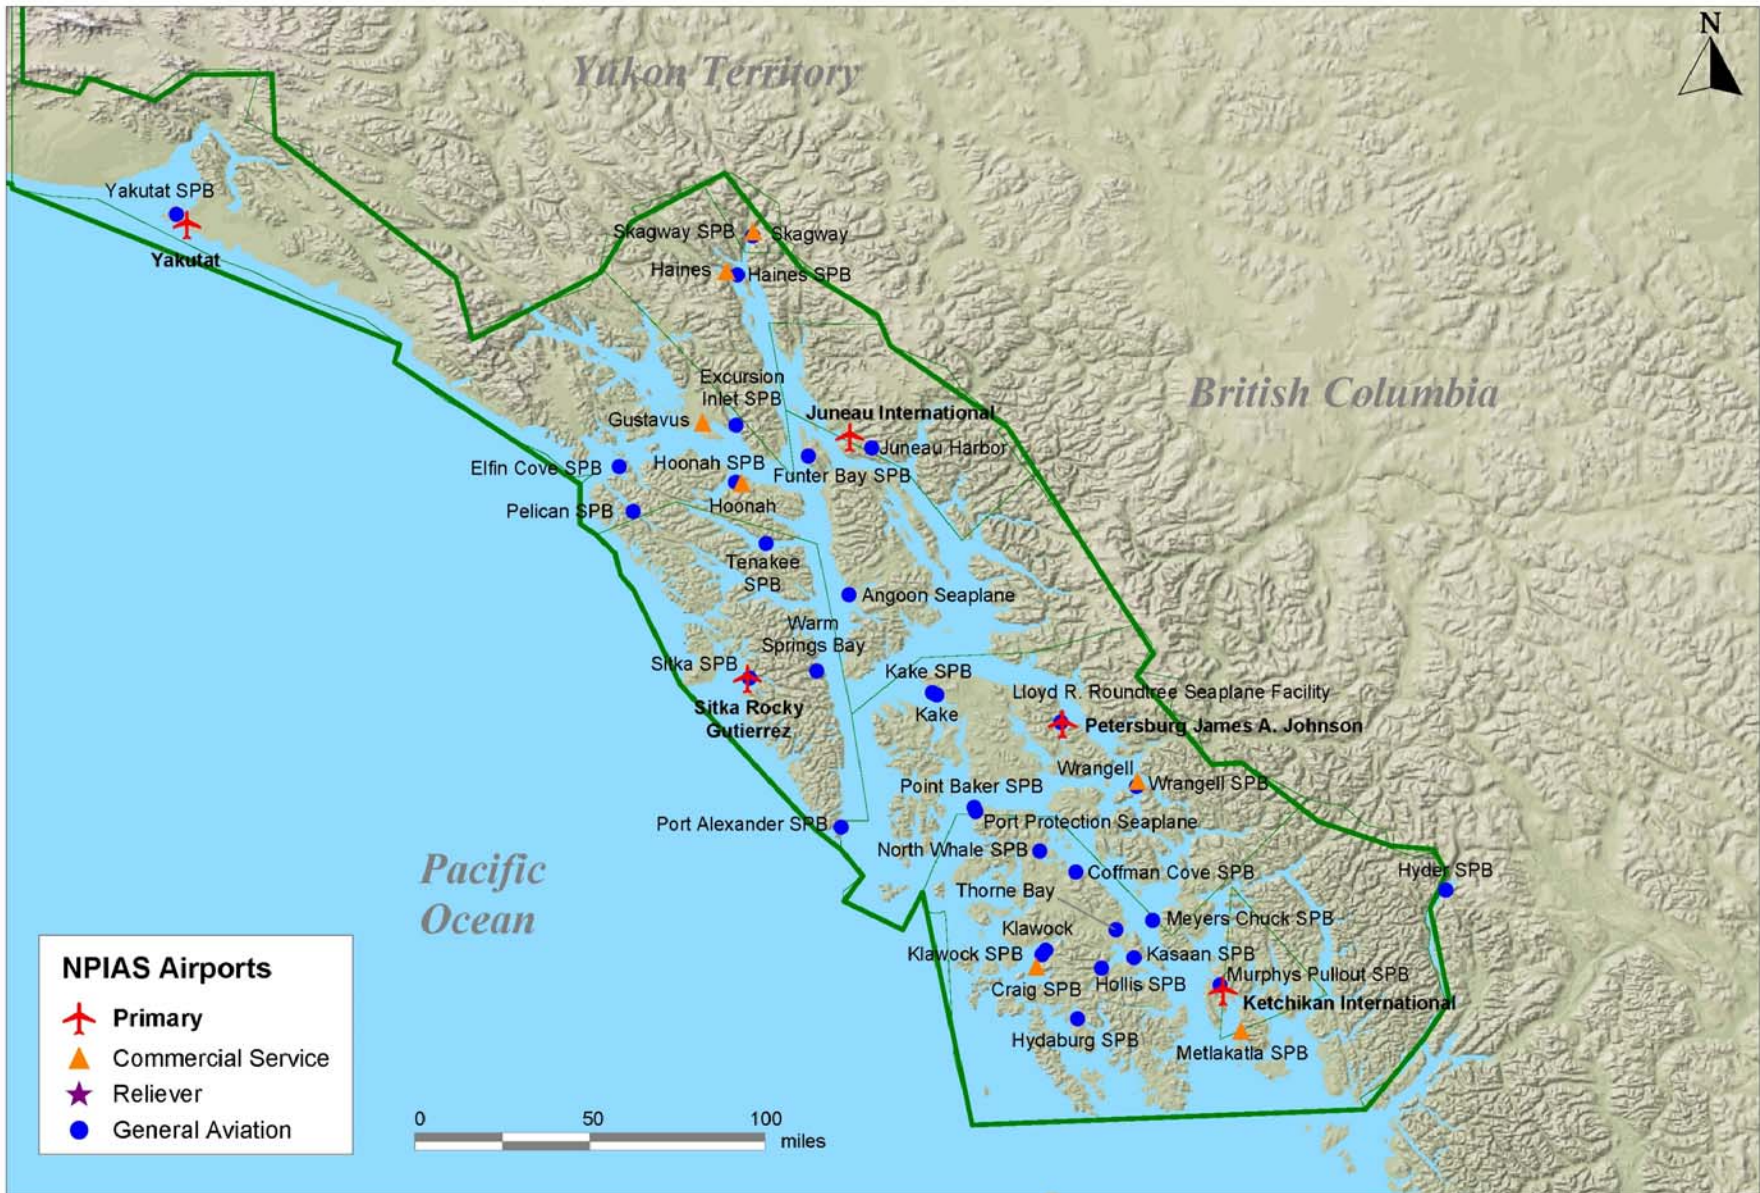 N
Yukon Territory
Yakutat SPB
Yakutat
Skagway SPB
Skagway
Haines
Haines SPB
British Columbia
Excursion
Inlet SPB
Gustavus
Juneau International
Juneau Harbor
Elfin Cove SPB
Hoonah SPB
Funter Bay SPB
Hoonah
Pelican SPB
Tenakee
SPB
Angoon Seaplane
Warm
Springs Bay
Sitka SPB
Kake SPB
Lloyd R. Roundtree Seaplane Facility
Sitka Rocky
Gutierrez
Kake
Petersburg James A. Johnson
Wrangell
Wrangell SPB
Point Baker SPB
Port Protection Seaplane
Port Alexander SPB
North Whale SPB
Coffman Cove SPB
Hyder SPB
Pacific
Ocean
Thorne Bay
Meyers Chuck SPB
Klawock
Klawock SPB
Kasaan SPB
Craig SPB
Hollis SPB
Murphys Pullout SPB
Ketchikan International
Hydaburg SPB
Metlakatla SPB
NPIAS Airports
Primary
Commercial Service
Reliever
General Aviation
0 50 100
miles